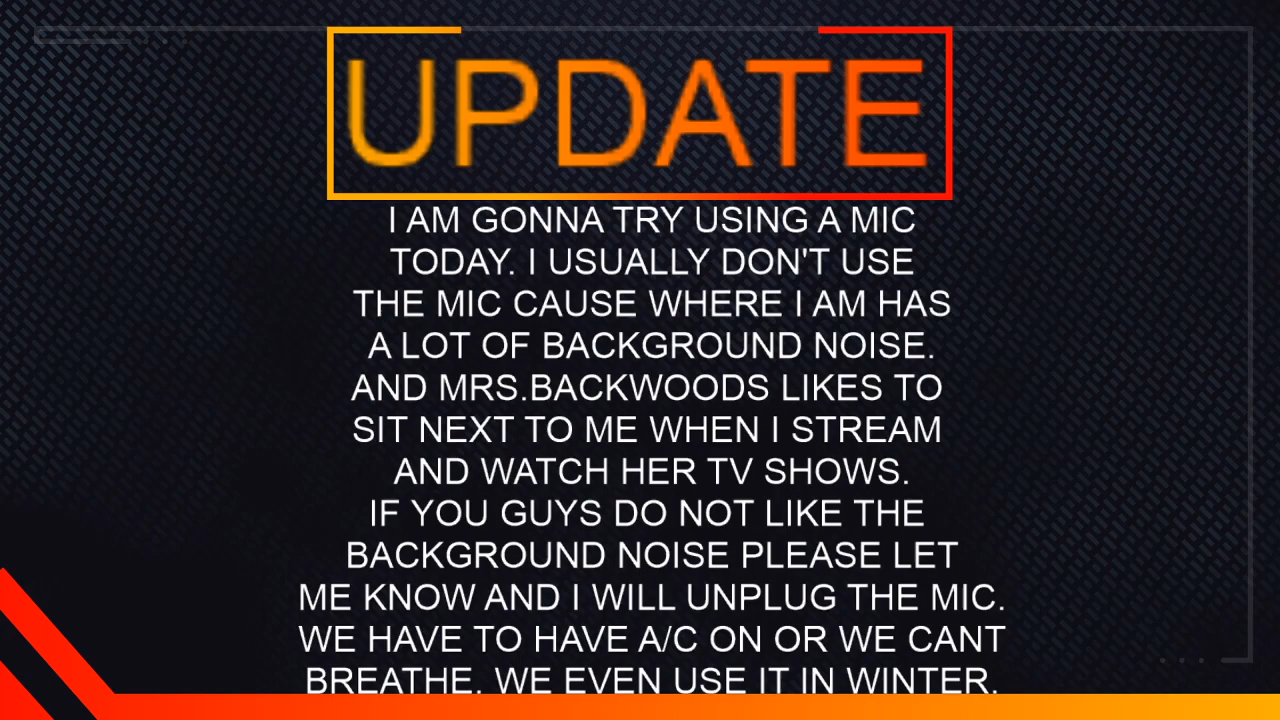 UPDATE
I AM GONNA TRY USING A MIC
TODAY. I USUALLY DON'T USE
THE MIC CAUSE WHERE I AM HAS
A LOT OF BACKGROUND NOISE.
AND MRS.BACKWOODS LIKES TO
SIT NEXT TO ME WHEN I STREAM
AND WATCH HER TV SHOWS.
IF YOU GUYS DO NOT LIKE THE
BACKGROUND NOISE PLEASE LET
ME KNOW AND I WILL UNPLUG THE MIC.
WE HAVE TO HAVE A/C ON OR WE CANT
BREATHE. WE EVEN USE IT IN WINTER.